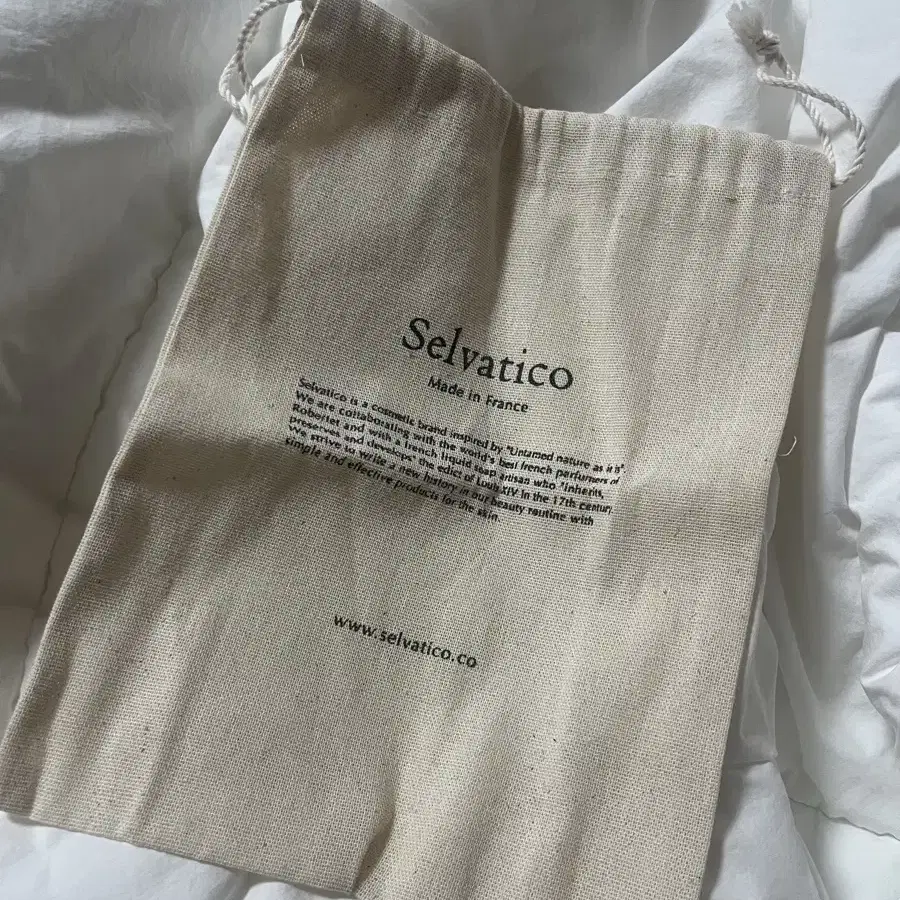 Selvatico
Made in France
Selvatico is a cosmetic brand inspired by "Untamed nature as it is".
We are collaborating with the world's best french perfumers of
Robertet and with a french liquid soap artisan who "inherits,
preserves and develops" the edict of Louis XIV in the 17th century.
We strive to write a new history in our beauty routine with
simple and effective products for the skin.
www.selvatico.co